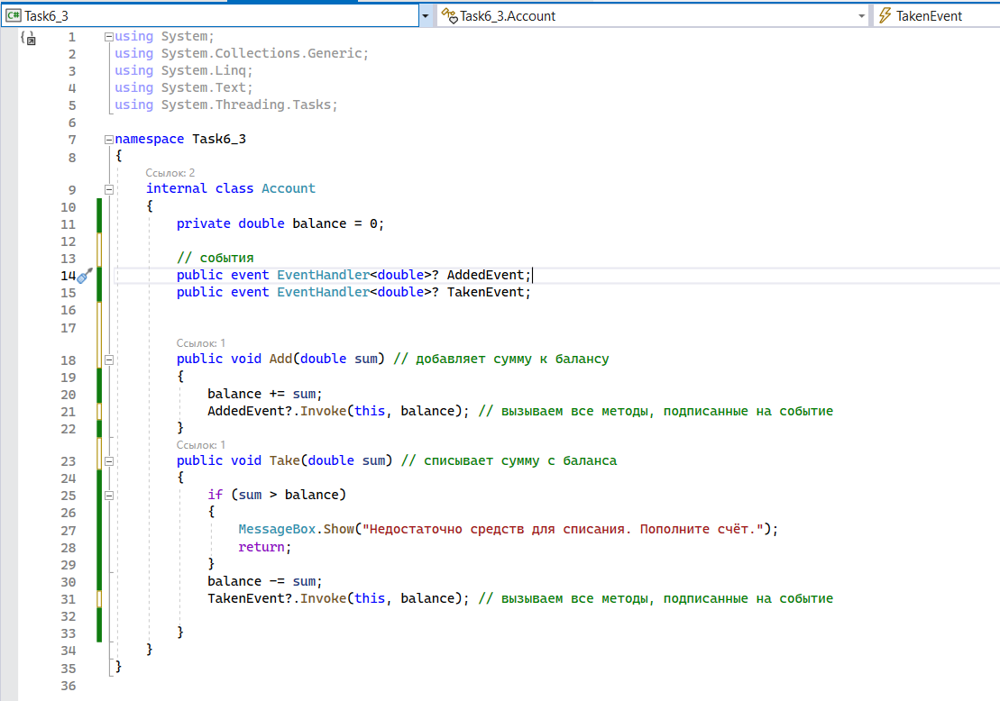 C# Task6_3 Task6_3.Account TakenEvent
1 using System;
2 using System.Collections.Generic;
3 using System.Linq;
4 using System.Text;
5 using System.Threading.Tasks;
6
7 namespace Task6_3
8 {
Ссылок: 2
9 internal class Account
10 {
11 private double balance = 0;
12
13 // события
14 public event EventHandler<double>? AddedEvent;
15 public event EventHandler<double>? TakenEvent;
16
17
Ссылок: 1
18 public void Add(double sum) // добавляет сумму к балансу
19 {
20 balance += sum;
21 AddedEvent?.Invoke(this, balance); // вызываем все методы, подписанные на событие
22 }
Ссылок: 1
23 public void Take(double sum) // списывает сумму с баланса
24 {
25 if (sum > balance)
26 {
27 MessageBox.Show("Недостаточно средств для списания. Пополните счёт.");
28 return;
29 }
30 balance -= sum;
31 TakenEvent?.Invoke(this, balance); // вызываем все методы, подписанные на событие
32
33 }
34 }
35 }
36